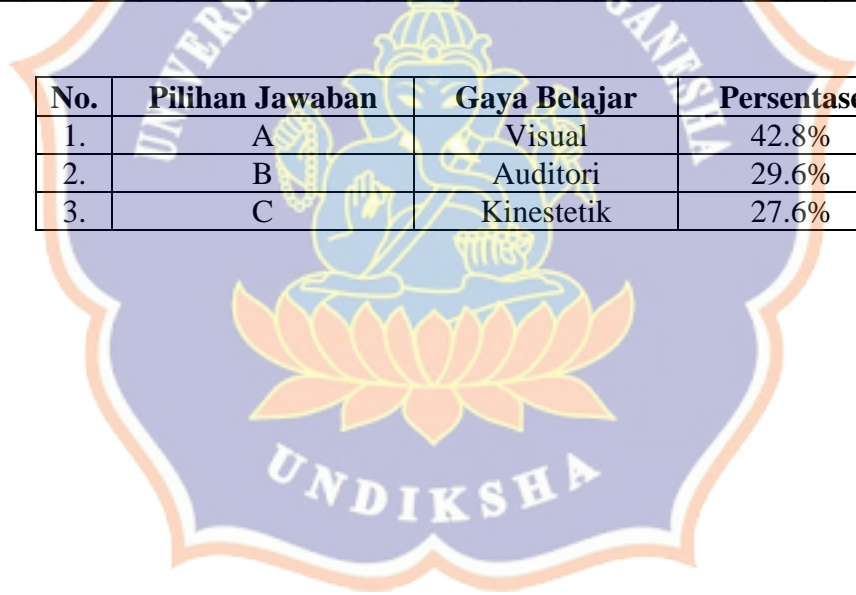 No. Pilihan Jawaban Gaya Belajar Persentase
1. A Visual 42.8%
2. B Auditori 29.6%
3. C Kinestetik 27.6%
UNDIKSHA